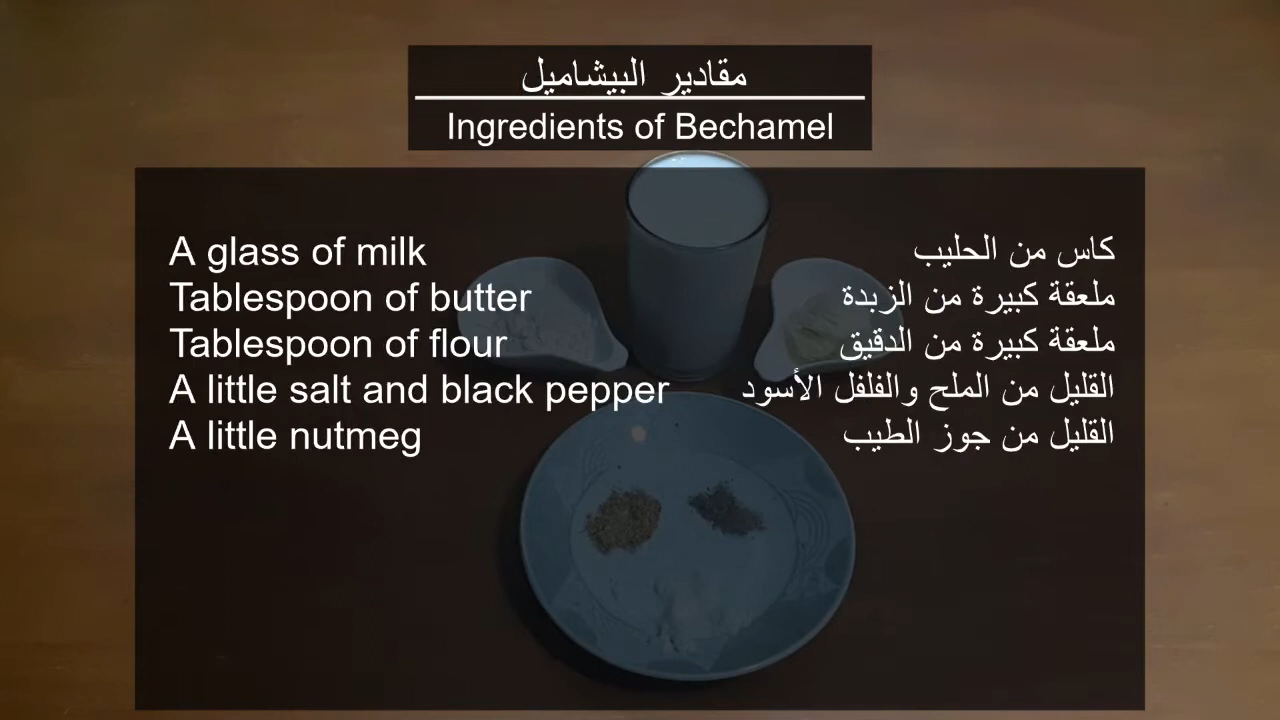 مقادير البيشاميل
Ingredients of Bechamel
A glass of milk
كاس من الحليب
Tablespoon of butter
ملعقة كبيرة من الزبدة
Tablespoon of flour
ملعقة كبيرة من الدقيق
A little salt and black pepper
القليل من الملح والفلفل الأسود
A little nutmeg
القليل من جوز الطيب